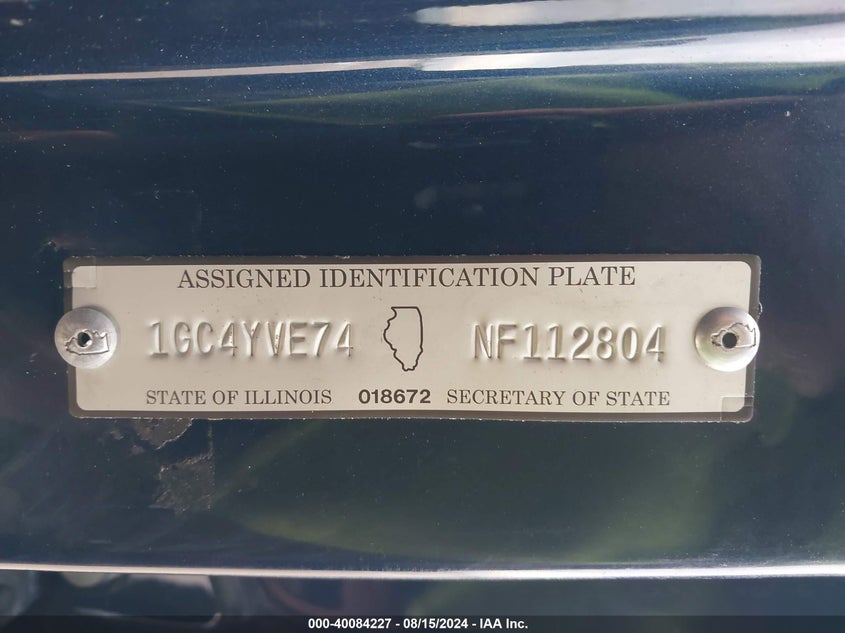 ASSIGNED IDENTIFICATION PLATE
1GC4YVE74 NF112804
STATE OF ILLINOIS 018672 SECRETARY OF STATE
000-40084227 - 08/15/2024 - IAA Inc.